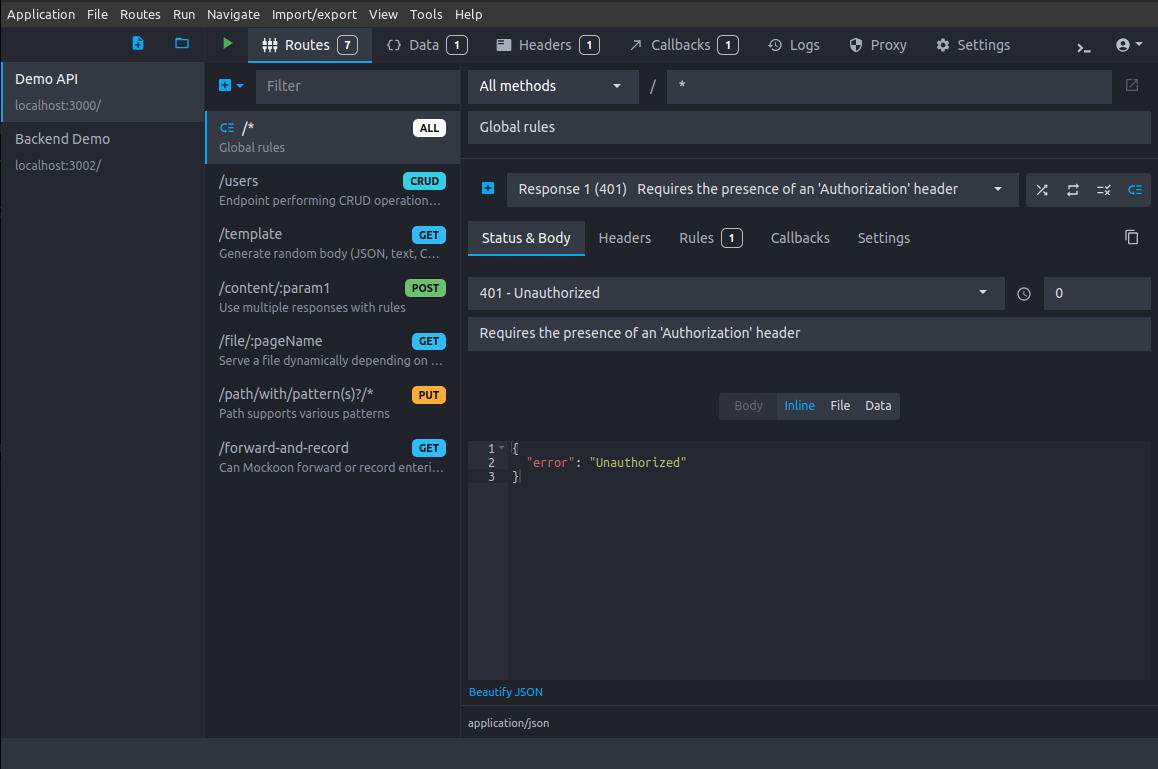 Application File Routes Run Navigate Import/export View Tools Help
Routes 7 Data 1 Headers 1 Callbacks 1 Logs Proxy Settings
Demo API
localhost:3000/
Backend Demo
localhost:3002/
Filter
/* ALL
Global rules
/users CRUD
Endpoint performing CRUD operation…
/template GET
Generate random body (JSON, text, C…
/content/:param1 POST
Use multiple responses with rules
/file/:pageName GET
Serve a file dynamically depending on …
/path/with/pattern(s)?/* PUT
Path supports various patterns
/forward-and-record GET
Can Mockoon forward or record enteri…
All methods / *
Global rules
Response 1 (401) Requires the presence of an 'Authorization' header
Status & Body Headers Rules 1 Callbacks Settings
401 - Unauthorized 0
Requires the presence of an 'Authorization' header
Body Inline File Data
1 {
2 "error": "Unauthorized"
3 }
Beautify JSON
application/json